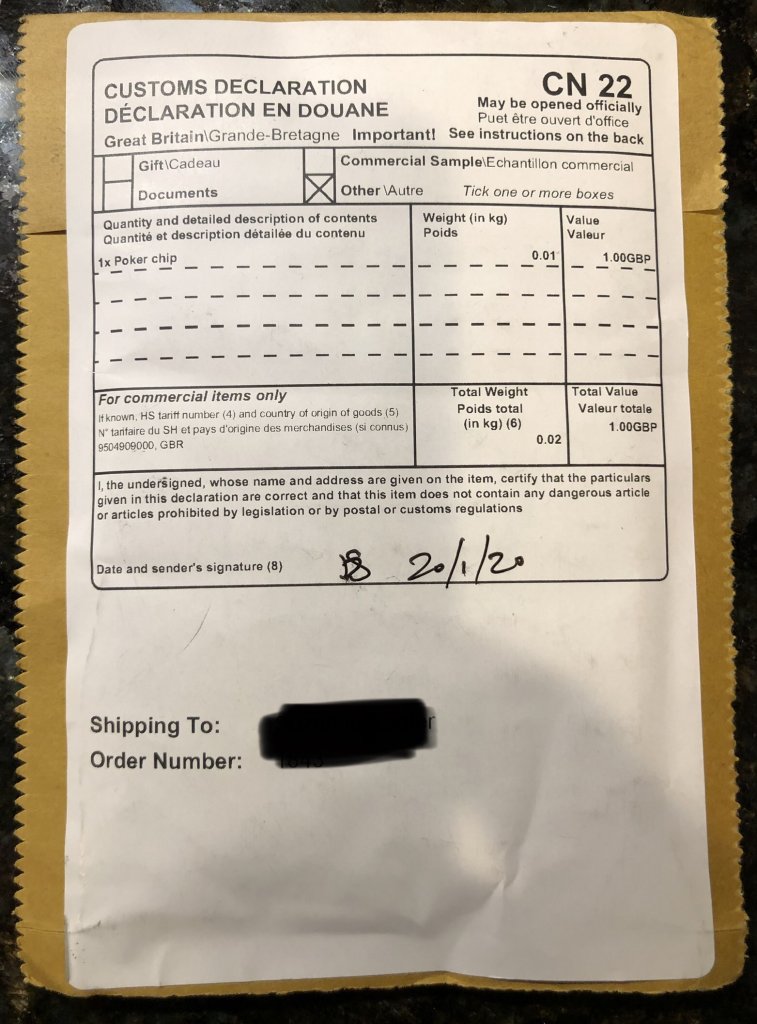 CUSTOMS DECLARATION
DÉCLARATION EN DOUANE
CN 22
May be opened officially
Puet être ouvert d'office
Great Britain\Grande-Bretagne Important! See instructions on the back
Gift\Cadeau
Commercial Sample\Echantillon commercial
Documents
Other \Autre
Tick one or more boxes
Quantity and detailed description of contents
Quantité et description détailée du contenu
Weight (in kg)
Poids
Value
Valeur
1x Poker chip
0.01
1.00GBP
For commercial items only
If known, HS tariff number (4) and country of origin of goods (5)
N° tarifaire du SH et pays d'origine des merchandises (si connus)
9504909000, GBR
Total Weight
Poids total
(in kg) (6)
0.02
Total Value
Valeur totale
1.00GBP
I, the undersigned, whose name and address are given on the item, certify that the particulars
given in this declaration are correct and that this item does not contain any dangerous article
or articles prohibited by legislation or by postal or customs regulations
Date and sender's signature (8)
20/1/20
Shipping To:
Order Number: